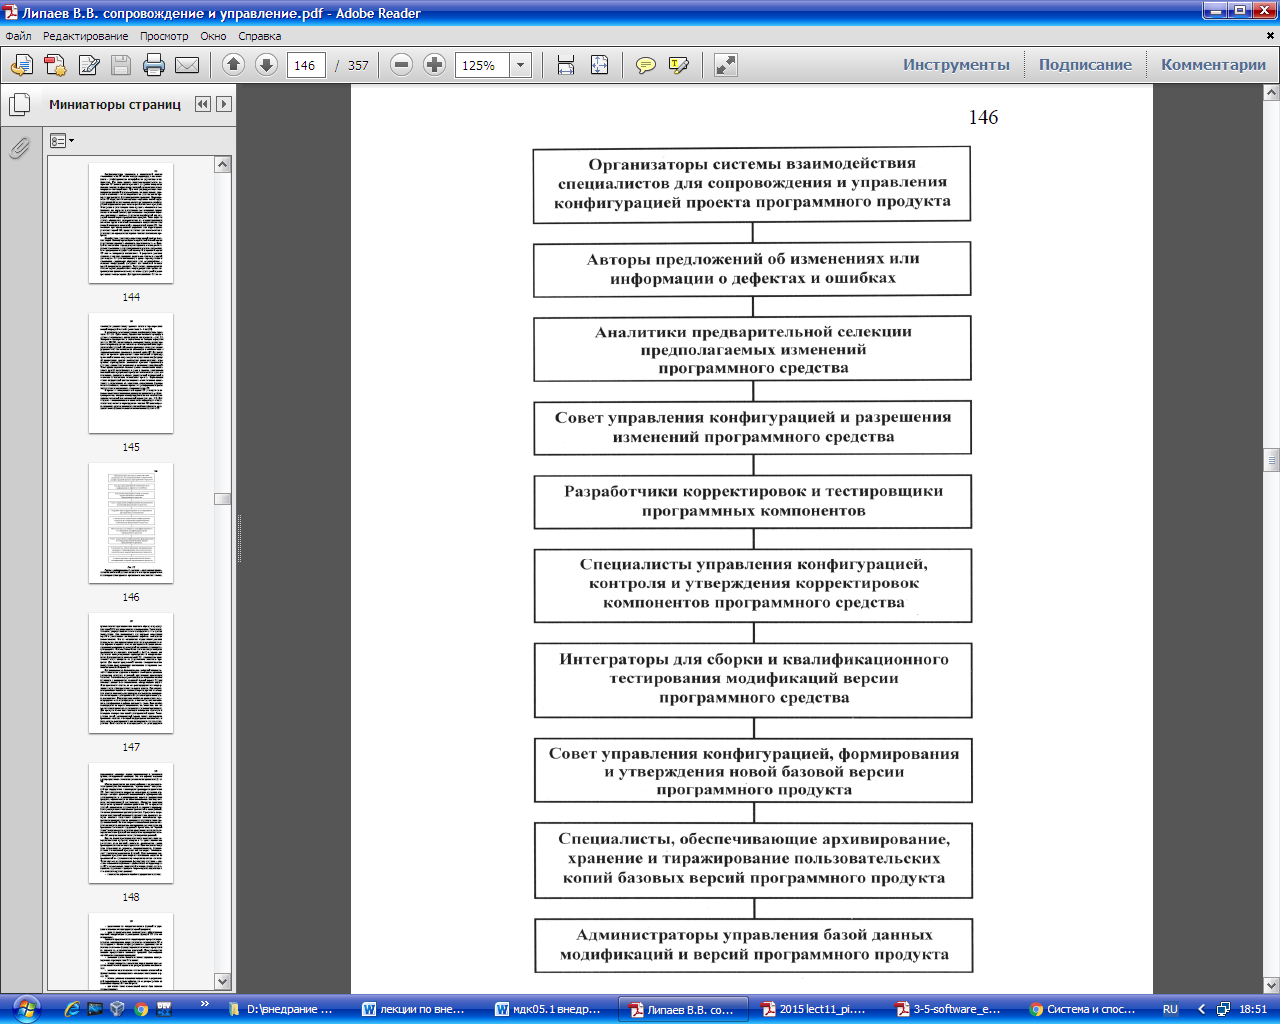 Липаев В.В. сопровождение и управление.pdf - Adobe Reader
Файл Редактирование Просмотр Окно Справка
146 / 357 125% Инструменты Подписание Комментарии
Миниатюры страниц
144
145
146
147
148
146
Организаторы системы взаимодействия
специалистов для сопровождения и управления
конфигурацией проекта программного продукта
Авторы предложений об изменениях или
информации о дефектах и ошибках
Аналитики предварительной селекции
предполагаемых изменений
программного средства
Совет управления конфигурацией и разрешения
изменений программного средства
Разработчики корректировок и тестировщики
программных компонентов
Специалисты управления конфигурацией,
контроля и утверждения корректировок
компонентов программного средства
Интеграторы для сборки и квалификационного
тестирования модификаций версии
программного средства
Совет управления конфигурацией, формирования
и утверждения новой базовой версии
программного продукта
Специалисты, обеспечивающие архивирование,
хранение и тиражирование пользовательских
копий базовых версий программного продукта
Администраторы управления базой данных
модификаций и версий программного продукта
D:\внедрание ... лекции по вне... мдк05.1 внедр... Липаев В.В. со... 2015 lect11_pi.... 3-5-software_e... Система и спос... RU 18:51